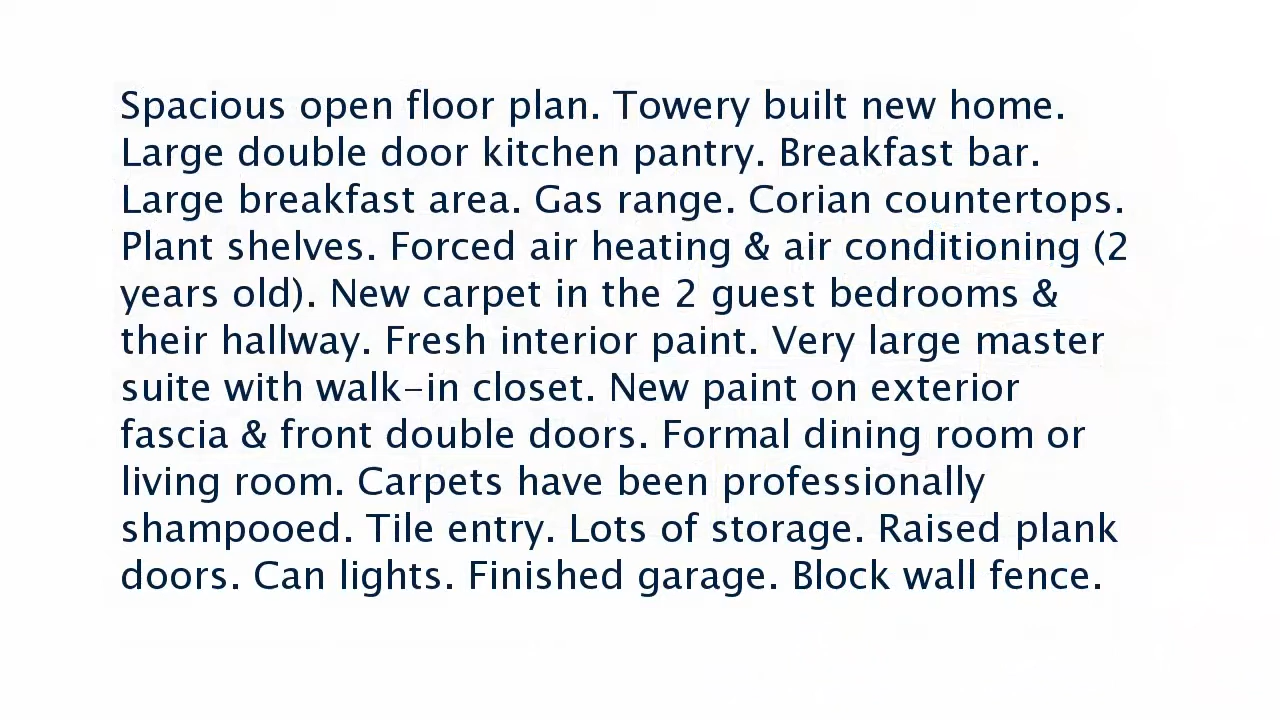 Spacious open floor plan. Towery built new home.
Large double door kitchen pantry. Breakfast bar.
Large breakfast area. Gas range. Corian countertops.
Plant shelves. Forced air heating & air conditioning (2
years old). New carpet in the 2 guest bedrooms &
their hallway. Fresh interior paint. Very large master
suite with walk-in closet. New paint on exterior
fascia & front double doors. Formal dining room or
living room. Carpets have been professionally
shampooed. Tile entry. Lots of storage. Raised plank
doors. Can lights. Finished garage. Block wall fence.